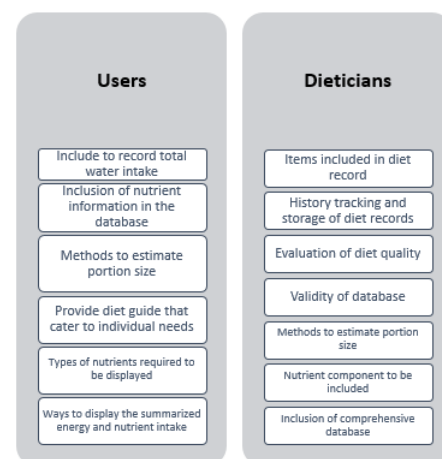 Users
Include to record total
water intake
Inclusion of nutrient
information in the
database
Methods to estimate
portion size
Provide diet guide that
cater to individual needs
Types of nutrients required to
be displayed
Ways to display the summarized
energy and nutrient intake
Dieticians
Items included in diet
record
History tracking and
storage of diet records
Evaluation of diet quality
Validity of database
Methods to estimate portion
size
Nutrient component to be
included
Inclusion of comprehensive
database